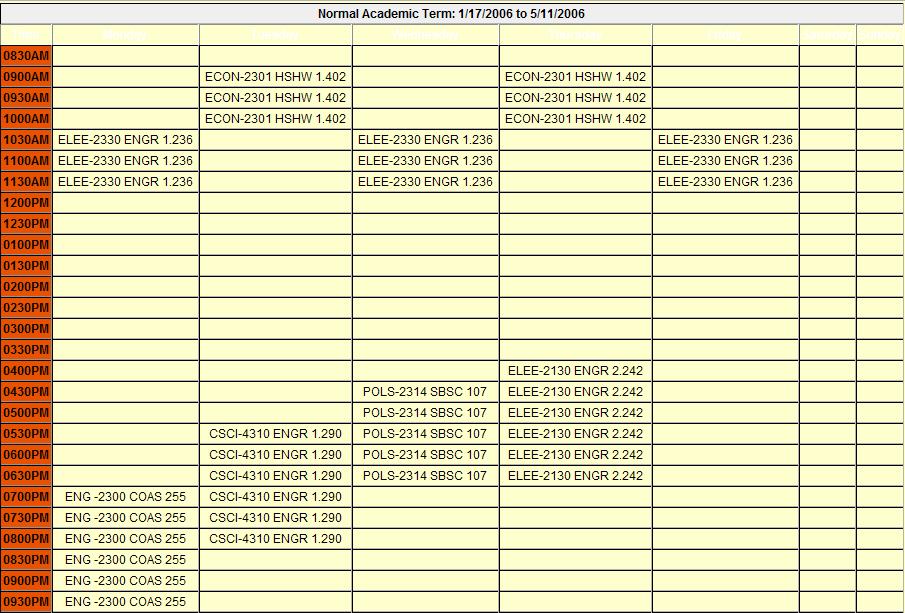 Normal Academic Term: 1/17/2006 to 5/11/2006
Time Monday Tuesday Wednesday Thursday Friday Saturday Sunday
0830AM
0900AM ECON-2301 HSHW 1.402 ECON-2301 HSHW 1.402
0930AM ECON-2301 HSHW 1.402 ECON-2301 HSHW 1.402
1000AM ECON-2301 HSHW 1.402 ECON-2301 HSHW 1.402
1030AM ELEE-2330 ENGR 1.236 ELEE-2330 ENGR 1.236 ELEE-2330 ENGR 1.236
1100AM ELEE-2330 ENGR 1.236 ELEE-2330 ENGR 1.236 ELEE-2330 ENGR 1.236
1130AM ELEE-2330 ENGR 1.236 ELEE-2330 ENGR 1.236 ELEE-2330 ENGR 1.236
1200PM
1230PM
0100PM
0130PM
0200PM
0230PM
0300PM
0330PM
0400PM ELEE-2130 ENGR 2.242
0430PM POLS-2314 SBSC 107 ELEE-2130 ENGR 2.242
0500PM POLS-2314 SBSC 107 ELEE-2130 ENGR 2.242
0530PM CSCI-4310 ENGR 1.290 POLS-2314 SBSC 107 ELEE-2130 ENGR 2.242
0600PM CSCI-4310 ENGR 1.290 POLS-2314 SBSC 107 ELEE-2130 ENGR 2.242
0630PM CSCI-4310 ENGR 1.290 POLS-2314 SBSC 107 ELEE-2130 ENGR 2.242
0700PM ENG -2300 COAS 255 CSCI-4310 ENGR 1.290
0730PM ENG -2300 COAS 255 CSCI-4310 ENGR 1.290
0800PM ENG -2300 COAS 255 CSCI-4310 ENGR 1.290
0830PM ENG -2300 COAS 255
0900PM ENG -2300 COAS 255
0930PM ENG -2300 COAS 255